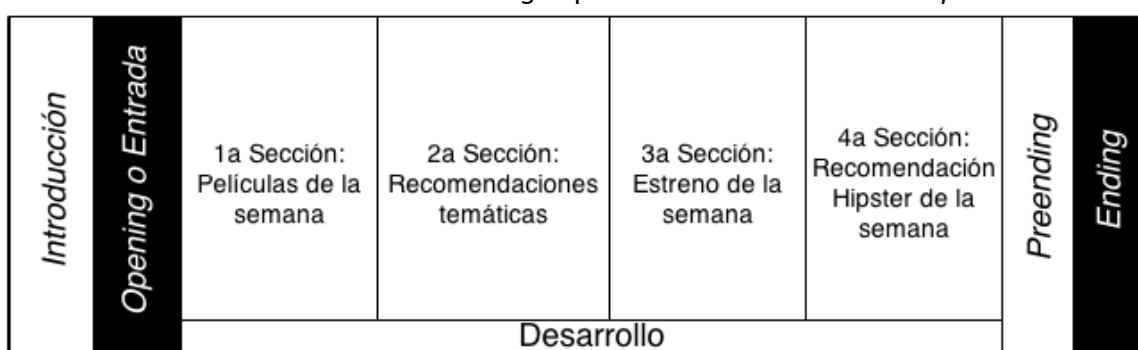 Introducción
Opening o Entrada
1a Sección:
Películas de la
semana
2a Sección:
Recomendaciones
temáticas
3a Sección:
Estreno de la
semana
4a Sección:
Recomendación
Hipster de la
semana
Preending
Ending
Desarrollo